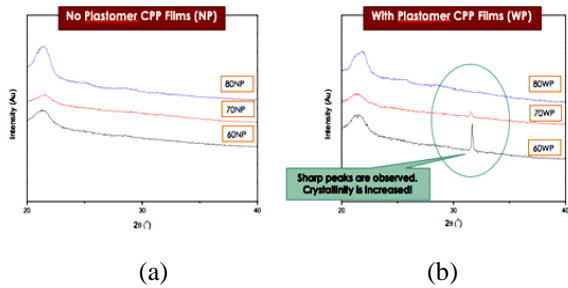 No Plastomer CPP Films (NP)
Intensity (Au)
80NP
70NP
60NP
20
30
40
2θ (°)
(a)
With Plastomer CPP Films (WP)
Intensity (Au)
80WP
70WP
60WP
Sharp peaks are observed.
Crystallinity is increased!
20
30
40
2θ (°)
(b)